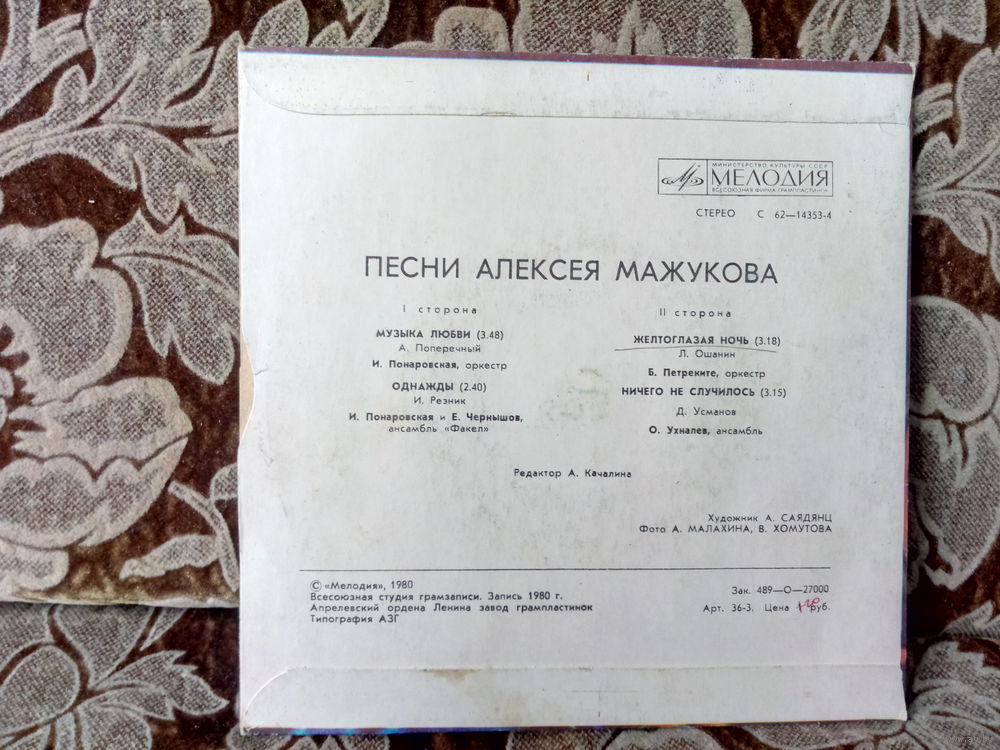 МИНИСТЕРСТВО КУЛЬТУРЫ СССР
МЕЛОДИЯ
ВСЕСОЮЗНАЯ ФИРМА ГРАМПЛАСТИНОК
СТЕРЕО С 62—14353-4
ПЕСНИ АЛЕКСЕЯ МАЖУКОВА
I сторона
МУЗЫКА ЛЮБВИ (3.48)
А. Поперечный
И. Понаровская, оркестр
ОДНАЖДЫ (2.40)
И. Резник
И. Понаровская и Е. Чернышов,
ансамбль «Факел»
II сторона
ЖЕЛТОГЛАЗАЯ НОЧЬ (3.18)
Л. Ошанин
Б. Петреките, оркестр
НИЧЕГО НЕ СЛУЧИЛОСЬ (3.15)
Д. Усманов
О. Ухналев, ансамбль
Редактор А. Качалина
Художник А. САЯДЯНЦ
Фото А. МАЛАХИНА, В. ХОМУТОВА
© «Мелодия», 1980
Всесоюзная студия грамзаписи. Запись 1980 г.
Апрелевский ордена Ленина завод грампластинок
Типография АЗГ
Зак. 489—О—27000
Арт. 36-3. Цена руб.